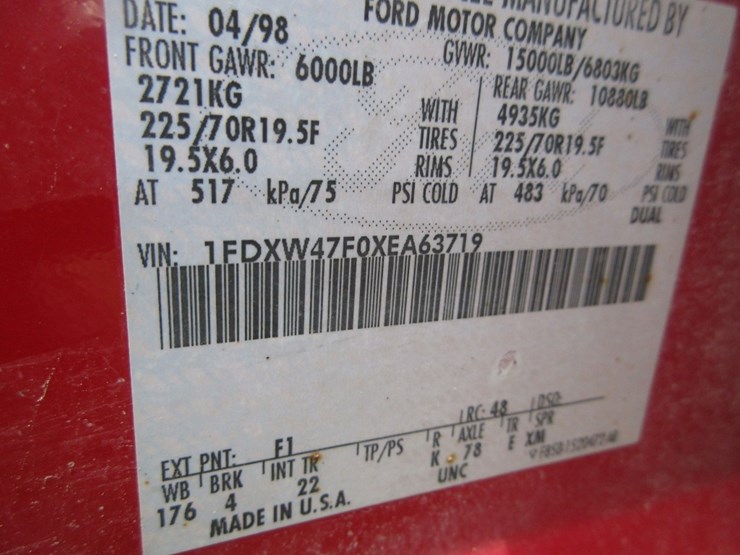 MANUFACTURED BY
FORD MOTOR COMPANY
DATE: 04/98 GVWR: 15000LB/6803KG
FRONT GAWR: 6000LB REAR GAWR: 10880LB
2721KG WITH 4935KG WITH
225/70R19.5F TIRES 225/70R19.5F TIRES
19.5X6.0 RIMS 19.5X6.0 RIMS
AT 517 kPa/75 PSI COLD AT 483 kPa/70 PSI COLD
DUAL
VIN: 1FDXW47F0XEA63719
RC: 48 DSO:
EXT PNT: F1
WB BRK INT TR TP/PS R AXLE TR SPR
176 4 22 K 78 E XM
UNC
MADE IN U.S.A.